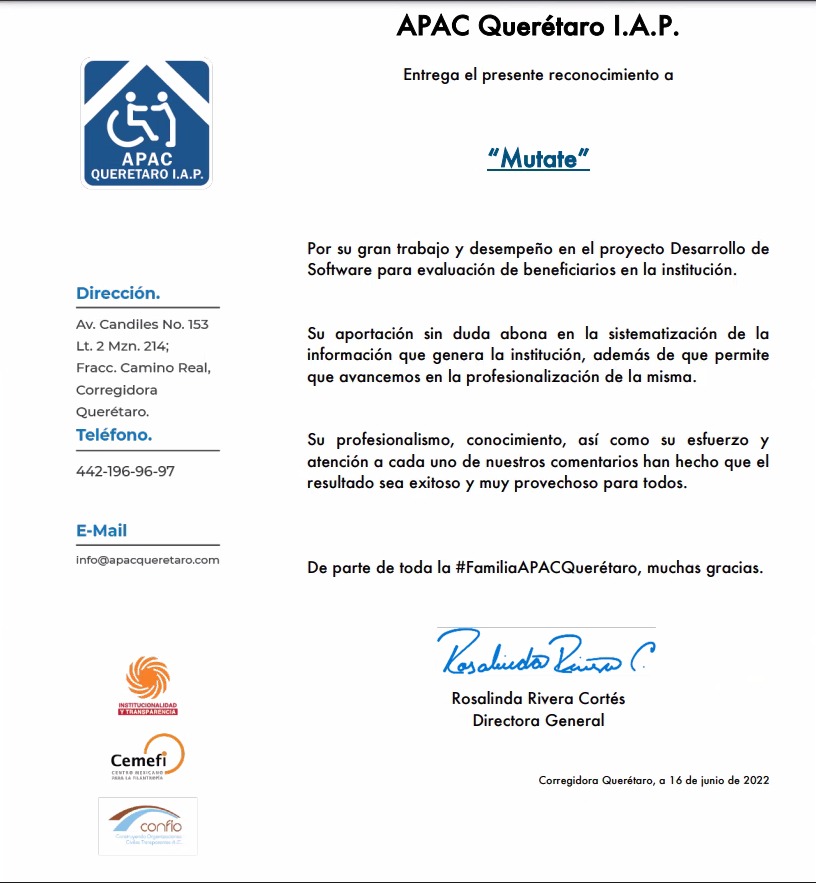 APAC Querétaro I.A.P.
Entrega el presente reconocimiento a
“Mutate”
Por su gran trabajo y desempeño en el proyecto Desarrollo de
Software para evaluación de beneficiarios en la institución.
Su aportación sin duda abona en la sistematización de la
información que genera la institución, además de que permite
que avancemos en la profesionalización de la misma.
Su profesionalismo, conocimiento, así como su esfuerzo y
atención a cada uno de nuestros comentarios han hecho que el
resultado sea exitoso y muy provechoso para todos.
De parte de toda la #FamiliaAPACQuerétaro, muchas gracias.
Rosalinda Rivera C.
Rosalinda Rivera Cortés
Directora General
Corregidora Querétaro, a 16 de junio de 2022
APAC
QUERETARO I.A.P.
Dirección.
Av. Candiles No. 153
Lt. 2 Mzn. 214;
Fracc. Camino Real,
Corregidora
Querétaro.
Teléfono.
442-196-96-97
E-Mail
info@apacqueretaro.com
INSTITUCIONALIDAD
Y TRANSPARENCIA
Cemefi
CENTRO MEXICANO
PARA LA FILANTROPÍA
confío
Construyendo Organizaciones
Civiles Transparentes A.C.